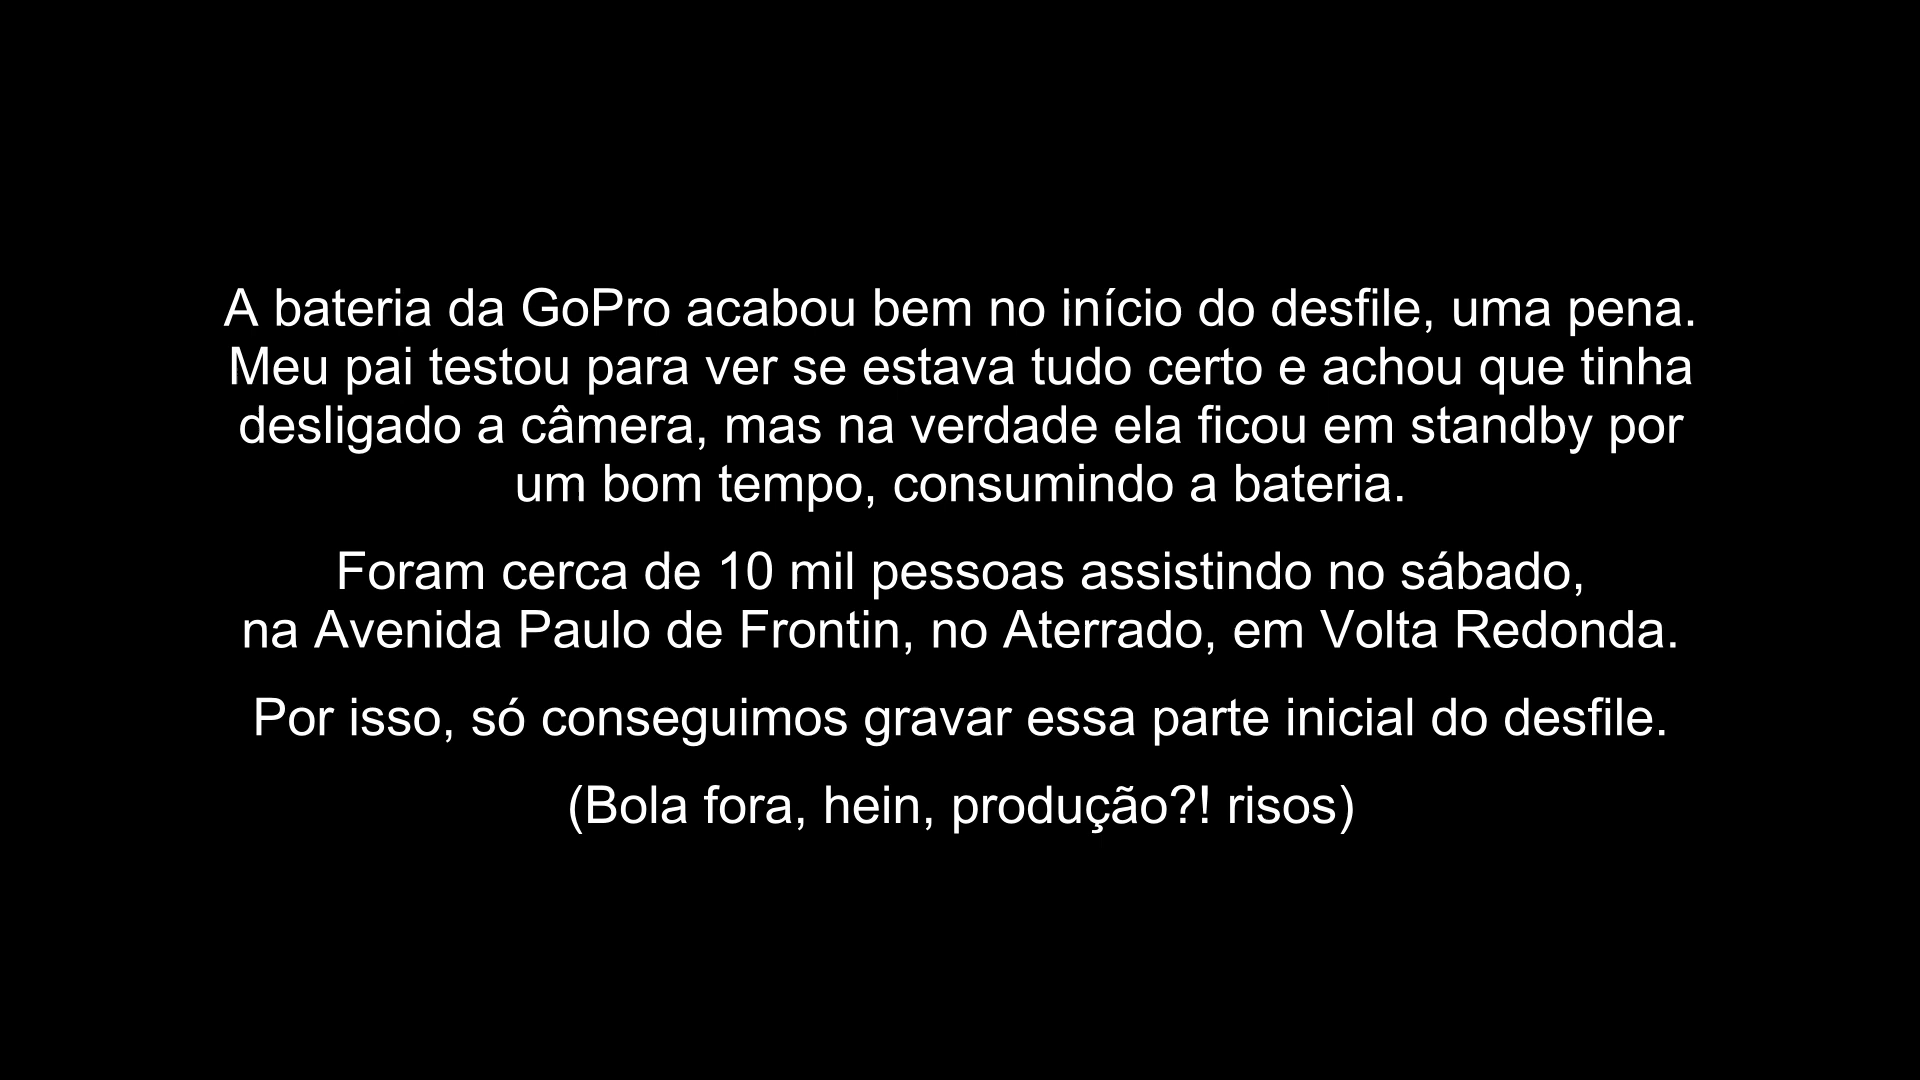 A bateria da GoPro acabou bem no início do desfile, uma pena.
Meu pai testou para ver se estava tudo certo e achou que tinha
desligado a câmera, mas na verdade ela ficou em standby por
um bom tempo, consumindo a bateria.
Foram cerca de 10 mil pessoas assistindo no sábado,
na Avenida Paulo de Frontin, no Aterrado, em Volta Redonda.
Por isso, só conseguimos gravar essa parte inicial do desfile.
(Bola fora, hein, produção?! risos)